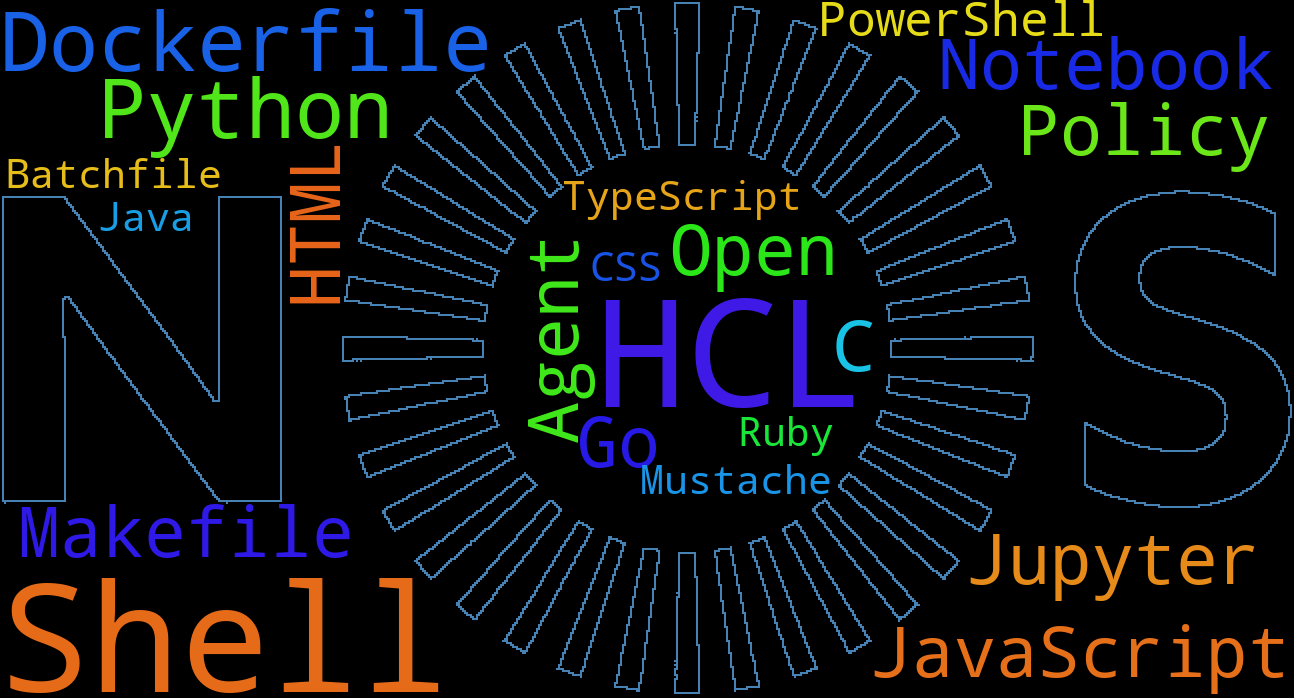 Dockerfile
PowerShell
Notebook
Python
Policy
Batchfile
HTML
Java
N
S
TypeScript
CSS
Open
Agent
HCL
C
Go
Ruby
Mustache
Makefile
Jupyter
Shell
JavaScript